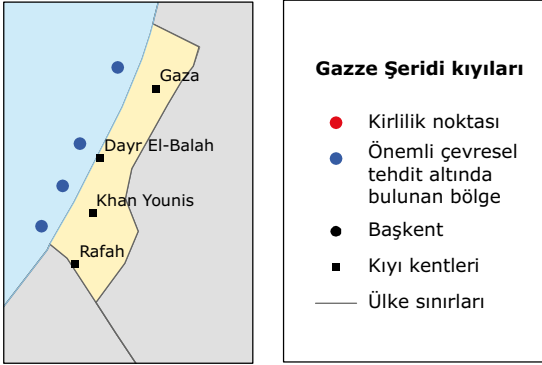 Gaza
Dayr El-Balah
Khan Younis
Rafah
Gazze Şeridi kıyıları
Kirlilik noktası
Önemli çevresel
tehdit altında
bulunan bölge
Başkent
Kıyı kentleri
Ülke sınırları